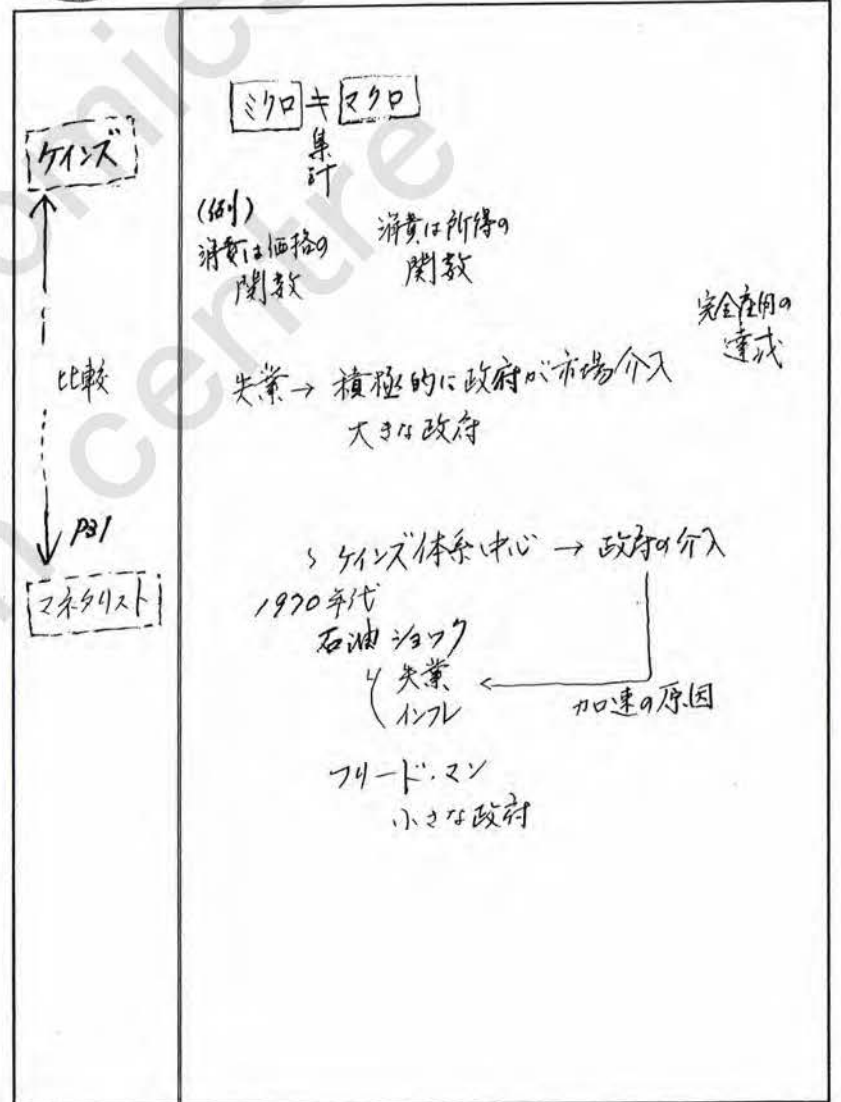 ケインズ
比較
P31
マネタリスト
ミクロ ≠ マクロ
集計
(例)
消費は価格の
関数
消費は所得の
関数
完全雇用の
達成
失業→ 積極的に政府が市場介入
大きな政府
〜ケインズ体系中心 → 政府の介入
1970年代
石油ショック
失業
インフレ
加速の原因
フリード・マン
小さな政府
omics
centre